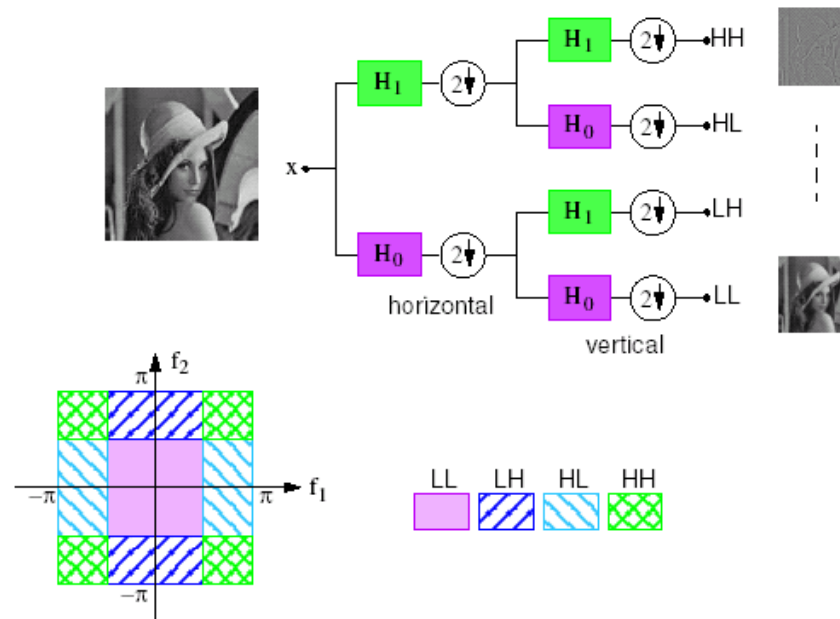 H1 2 HH
H1 2
x
H0 2 HL
H1 2 LH
H0 2
horizontal
H0 2 LL
vertical
π f2
−π π f1
−π
LL LH HL HH